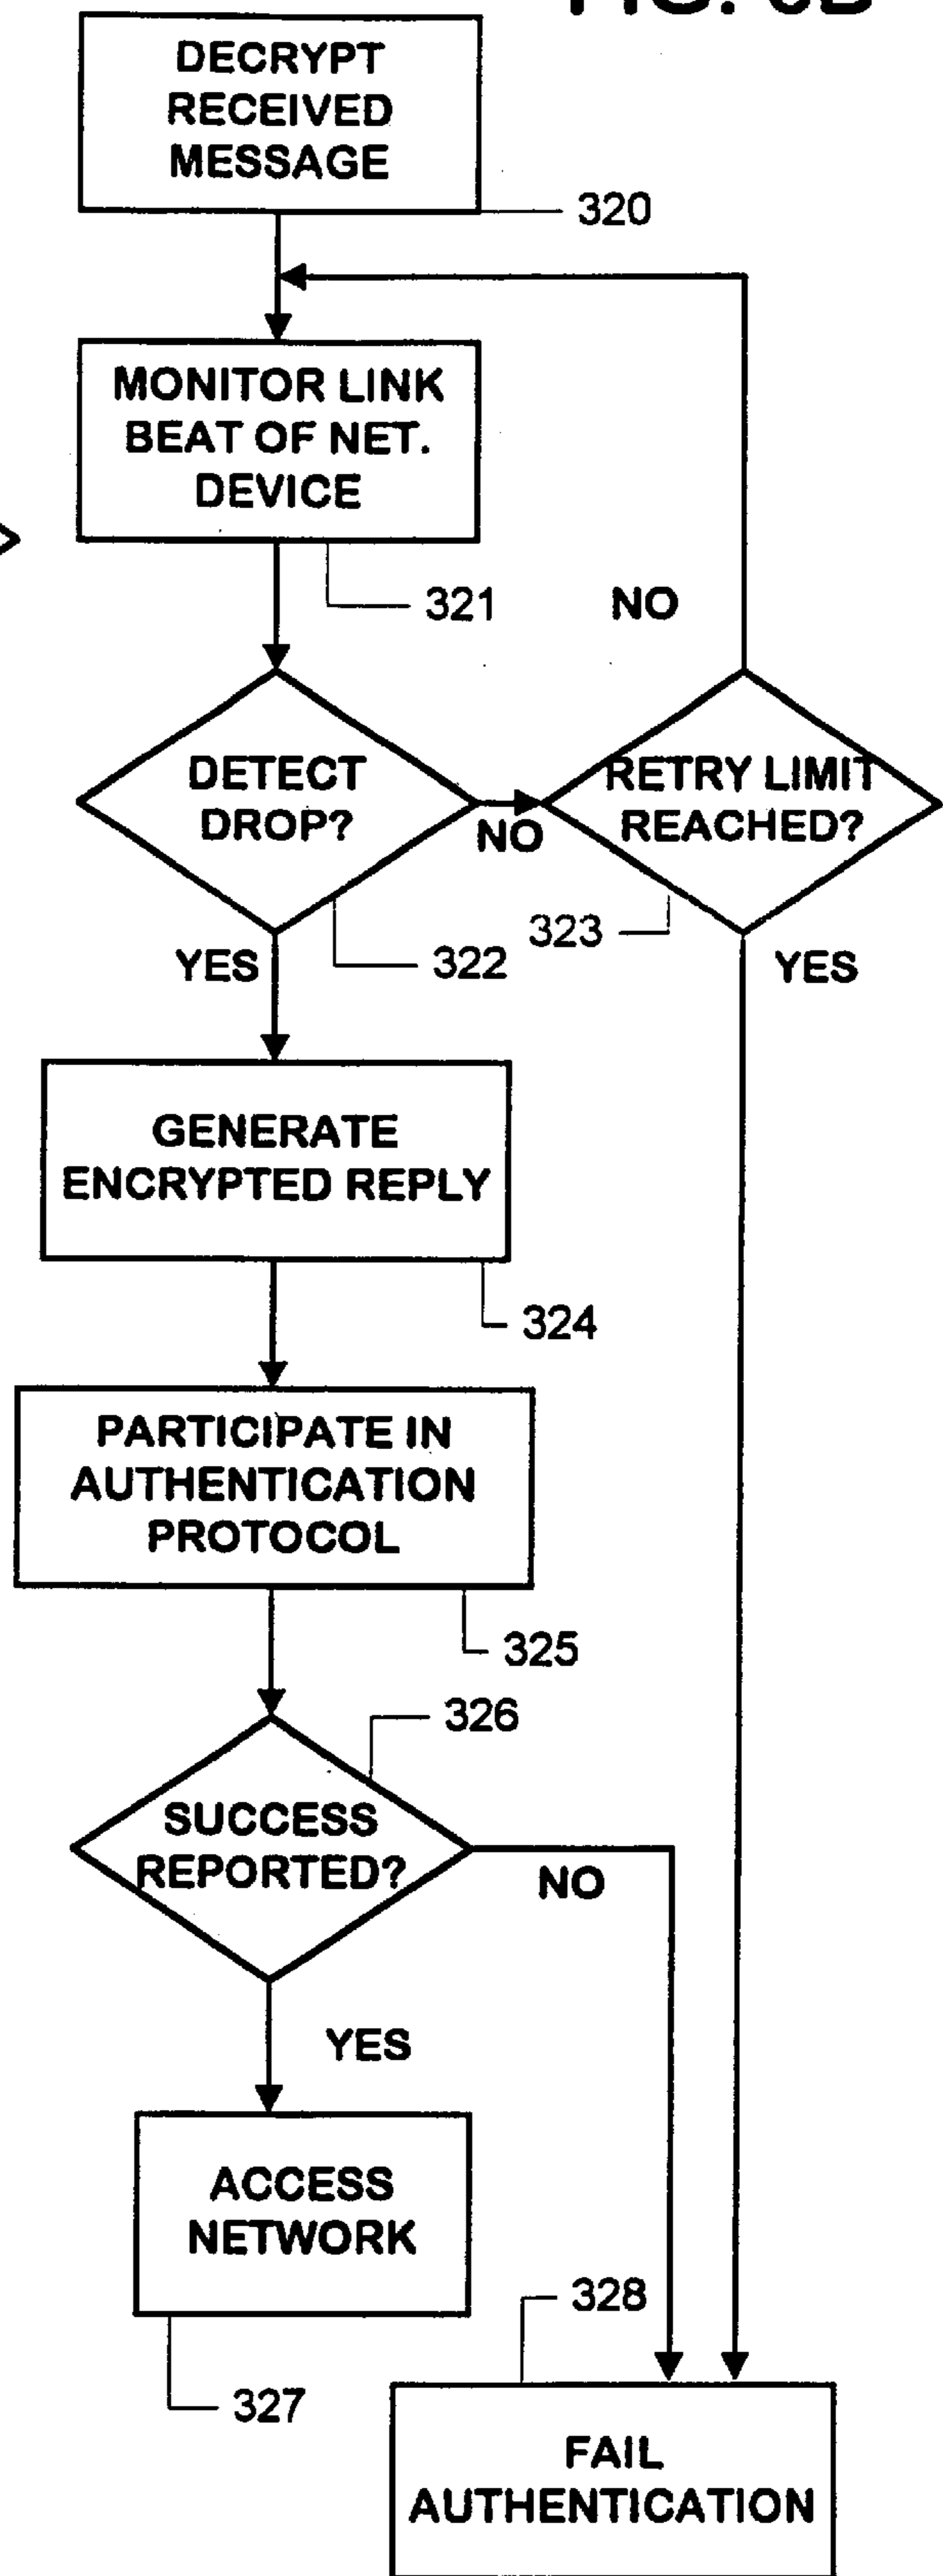 DECRYPT
RECEIVED
MESSAGE
320
MONITOR LINK
BEAT OF NET.
DEVICE
321
NO
DETECT
DROP?
NO
RETRY LIMIT
REACHED?
323
322
YES
YES
GENERATE
ENCRYPTED REPLY
324
PARTICIPATE IN
AUTHENTICATION
PROTOCOL
325
326
SUCCESS
REPORTED?
NO
YES
ACCESS
NETWORK
328
327
FAIL
AUTHENTICATION